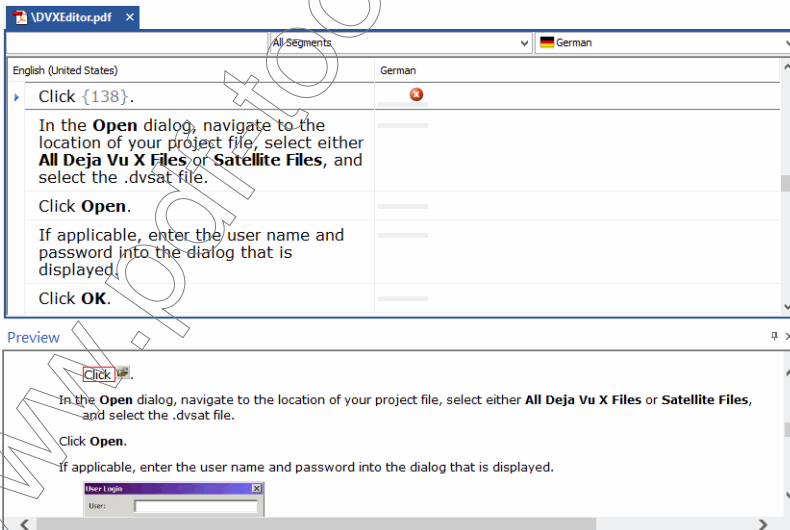 \DVXEditor.pdf ×
All Segments
German
English (United States)
German
Click {138}.
In the Open dialog, navigate to the
location of your project file, select either
All Deja Vu X Files or Satellite Files, and
select the .dvsat file.
Click Open.
If applicable, enter the user name and
password into the dialog that is
displayed.
Click OK.
Preview
Click .
In the Open dialog, navigate to the location of your project file, select either All Deja Vu X Files or Satellite Files,
and select the .dvsat file.
Click Open.
If applicable, enter the user name and password into the dialog that is displayed.
User Login
User: